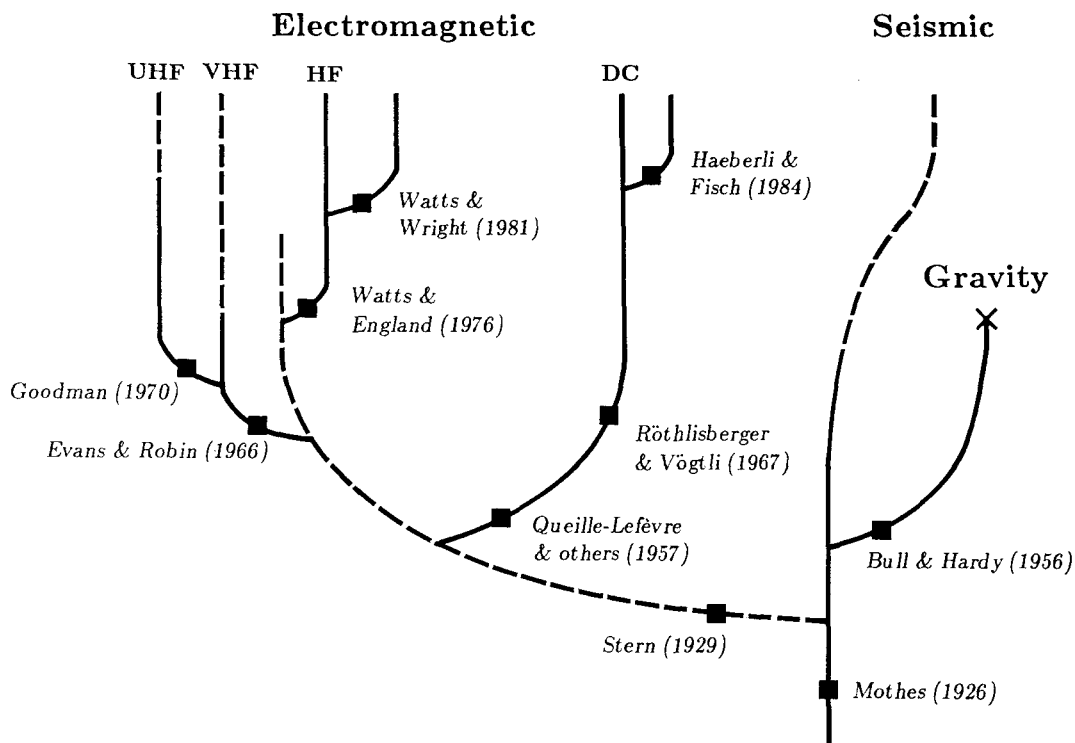 Electromagnetic
Seismic
UHF
VHF
HF
DC
Haeberli &
Fisch (1984)
Watts &
Wright (1981)
Gravity
Watts &
England (1976)
Goodman (1970)
Evans & Robin (1966)
Röthlisberger
& Vögtli (1967)
Queille-Lefèvre
& others (1957)
Bull & Hardy (1956)
Stern (1929)
Mothes (1926)